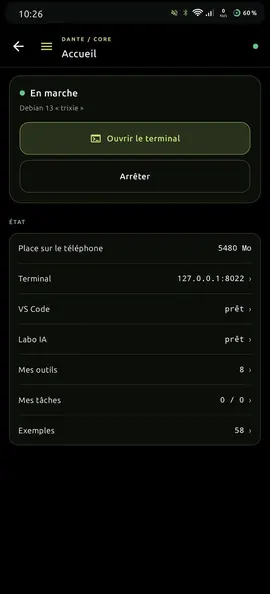 10:26
0
60 %
DANTE / CORE
Accueil
En marche
Debian 13 « trixie »
Ouvrir le terminal
Arrêter
ÉTAT
Place sur le téléphone 5480 Mo
Terminal 127.0.0.1:8022 ›
VS Code prêt ›
Labo IA prêt ›
Mes outils 8 ›
Mes tâches 0 / 0 ›
Exemples 58 ›